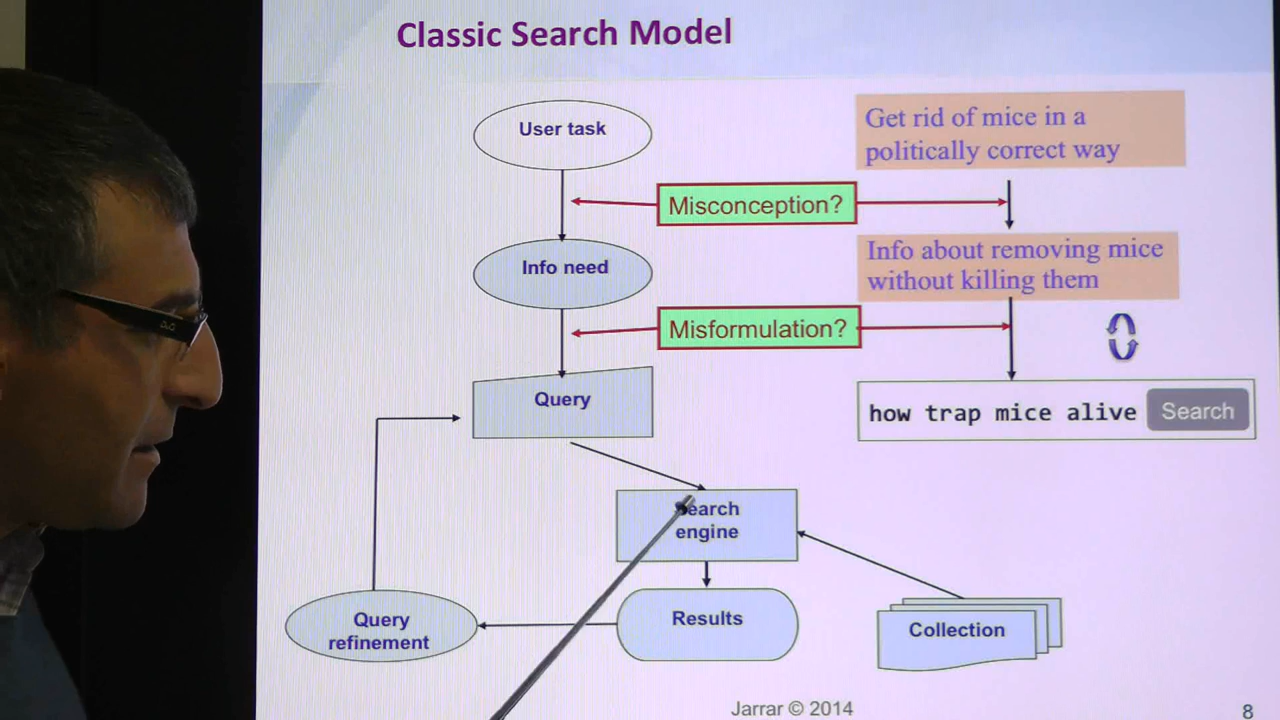 Classic Search Model
User task
Get rid of mice in a
politically correct way
Misconception?
Info need
Info about removing mice
without killing them
Misformulation?
Query
how trap mice alive
Search
Search
engine
Results
Query
refinement
Collection
Jarrar © 2014
8